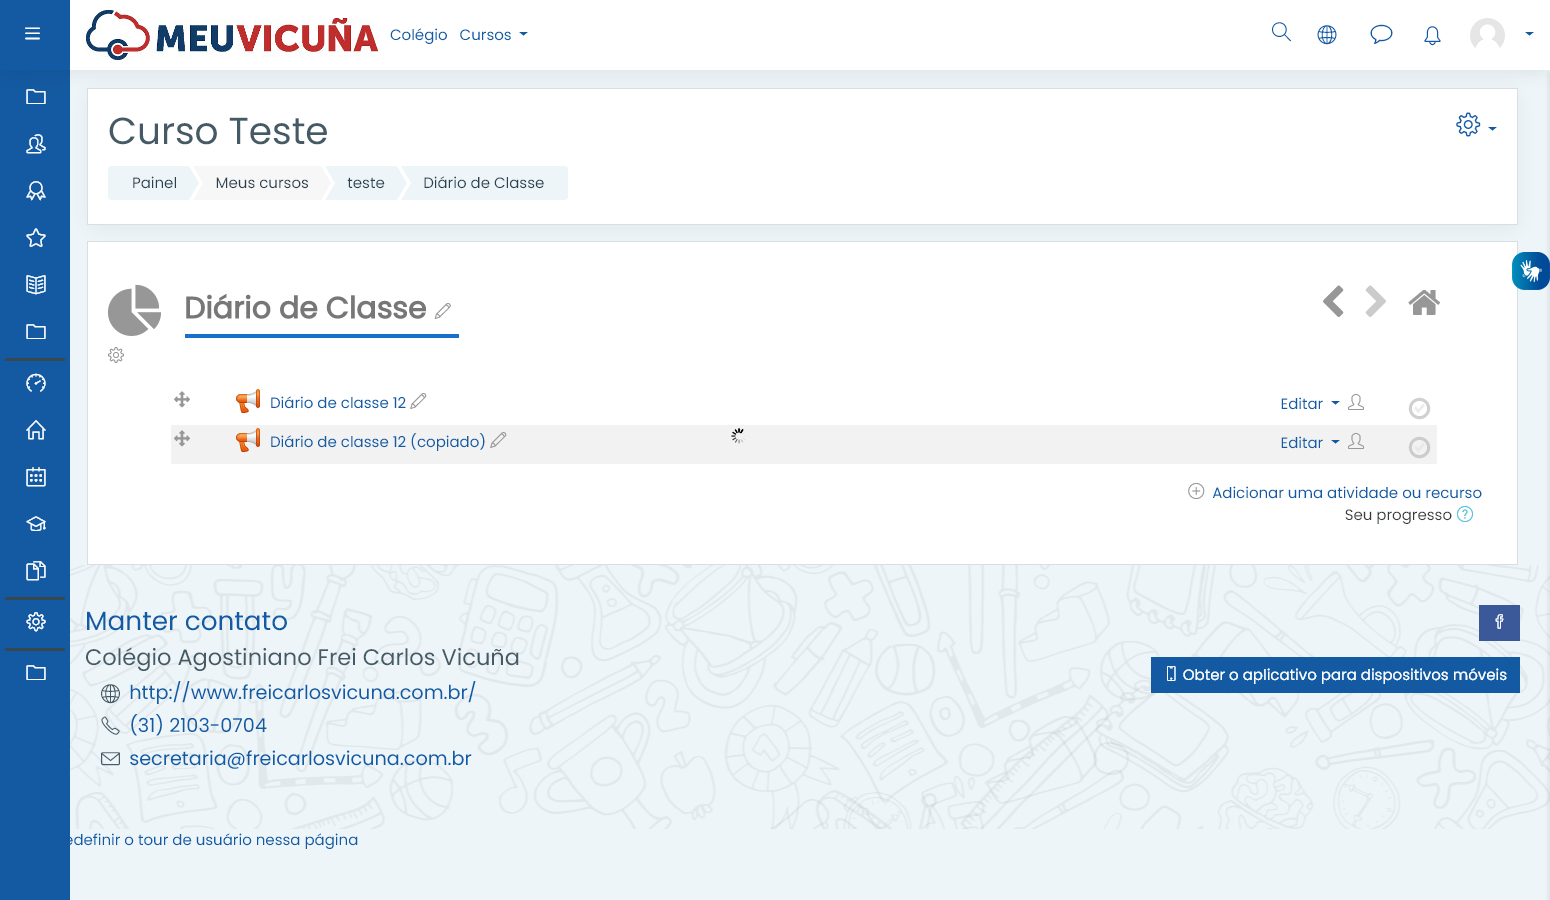 MEUVICUÑA
Colégio Cursos
Curso Teste
Painel Meus cursos teste Diário de Classe
Diário de Classe
Diário de classe 12 Editar
Diário de classe 12 (copiado) Editar
Adicionar uma atividade ou recurso
Seu progresso ?
Manter contato
Colégio Agostiniano Frei Carlos Vicuña
http://www.freicarlosvicuna.com.br/
Obter o aplicativo para dispositivos móveis
(31) 2103-0704
secretaria@freicarlosvicuna.com.br
edefinir o tour de usuário nessa página